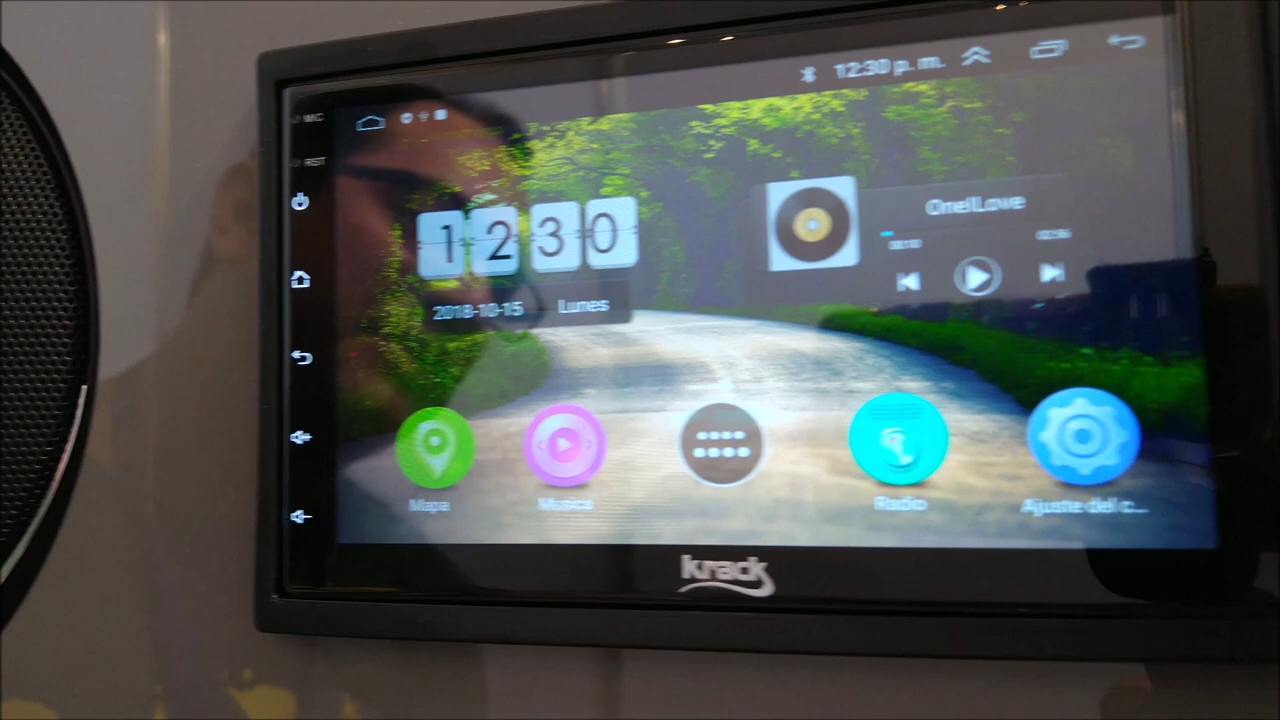 12:30 p. m.
MIC
RST
12 30
One!Love
2018-10-15 Lunes
Mapa
Musica
Radio
Ajuste del c...
krack